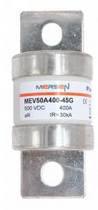 MERSEN
MEV50A400-45G
500 VDC 400A
aR IR= 30kA